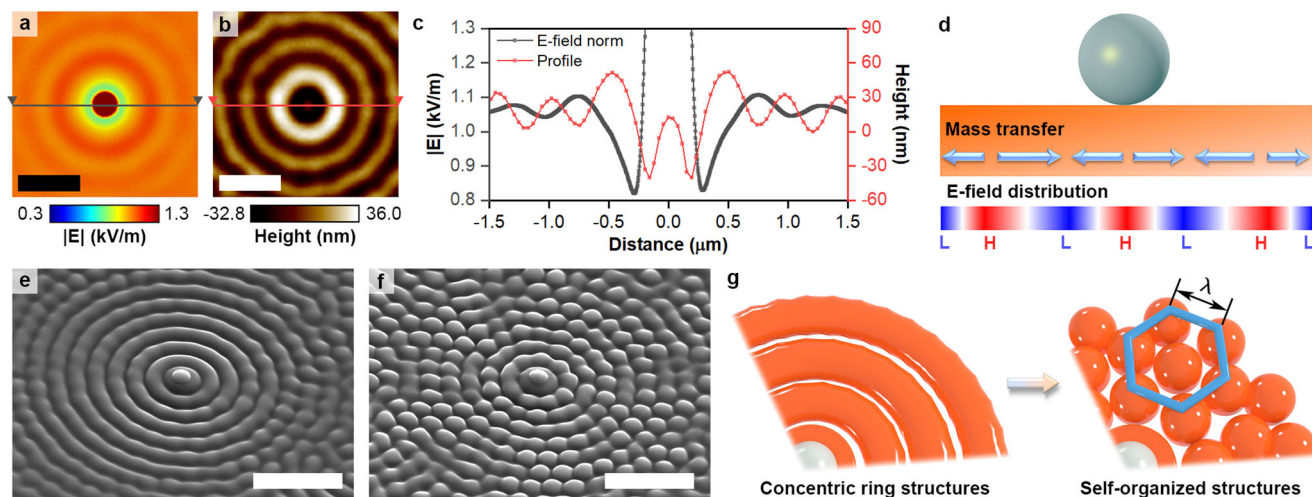 a
0.3
1.3
|E| (kV/m)
b
-32.8
36.0
Height (nm)
c
E-field norm
Profile
|E| (kV/m)
1.3
1.2
1.1
1.0
0.9
0.8
90
60
30
0
-30
-60
Height (nm)
-1.5 -1.0 -0.5 0.0 0.5 1.0 1.5
Distance (μm)
d
Mass transfer
E-field distribution
L H L H L H L
e
f
g
λ
Concentric ring structures
Self-organized structures